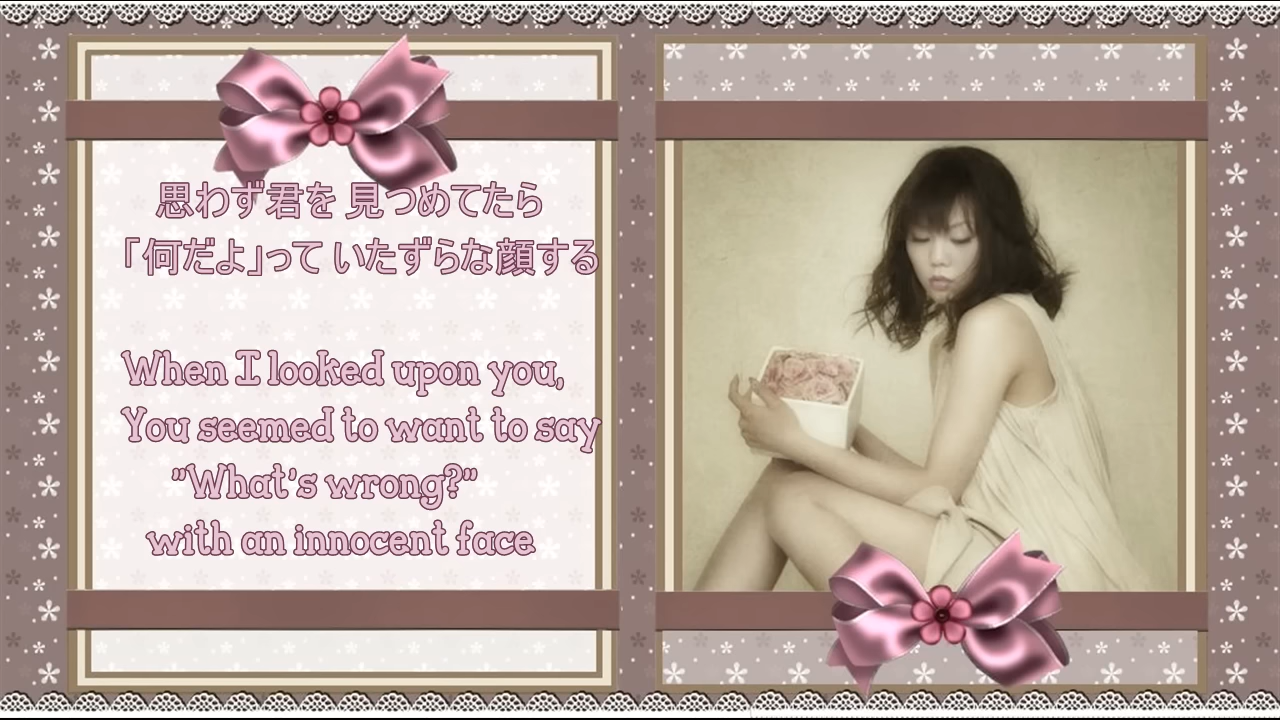 思わず君を 見つめてたら
「何だよ」って いたずらな顔する
When I looked upon you,
You seemed to want to say
"What's wrong?"
with an innocent face